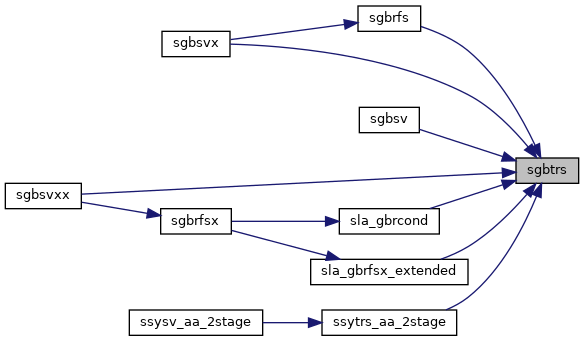 sgbrfs
sgbsvx
sgbsv
sgbtrs
sgbsvxx
sgbrfsx
sla_gbrcond
sla_gbrfsx_extended
ssysv_aa_2stage
ssytrs_aa_2stage